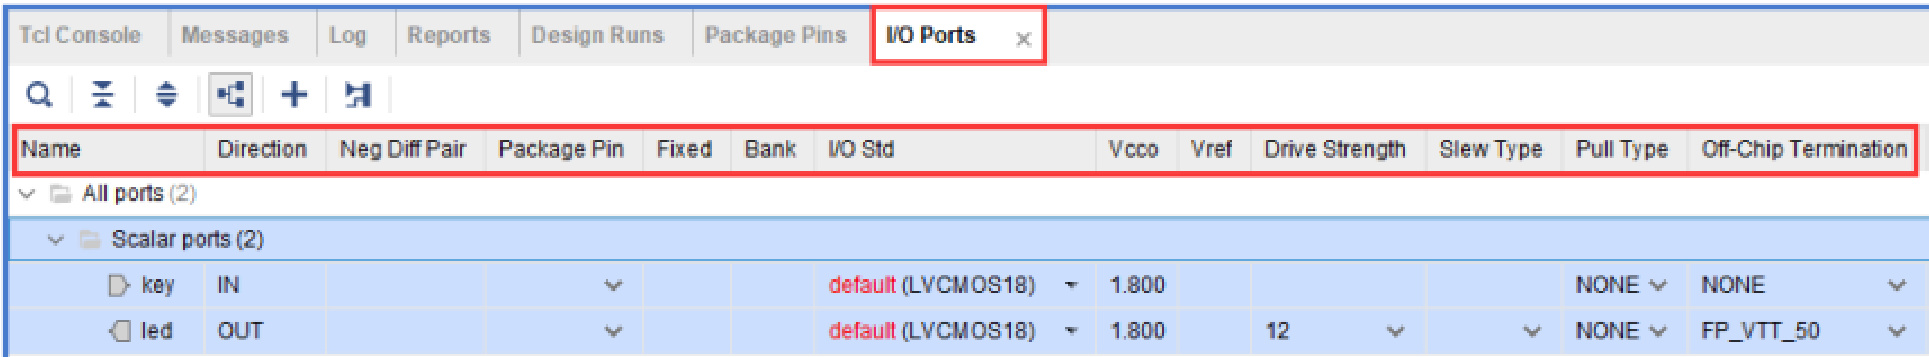 Tcl Console Messages Log Reports Design Runs Package Pins I/O Ports ×
Name Direction Neg Diff Pair Package Pin Fixed Bank I/O Std Vcco Vref Drive Strength Slew Type Pull Type Off-Chip Termination
All ports (2)
Scalar ports (2)
key IN default (LVCMOS18) 1.800 NONE NONE
led OUT default (LVCMOS18) 1.800 12 NONE FP_VTT_50